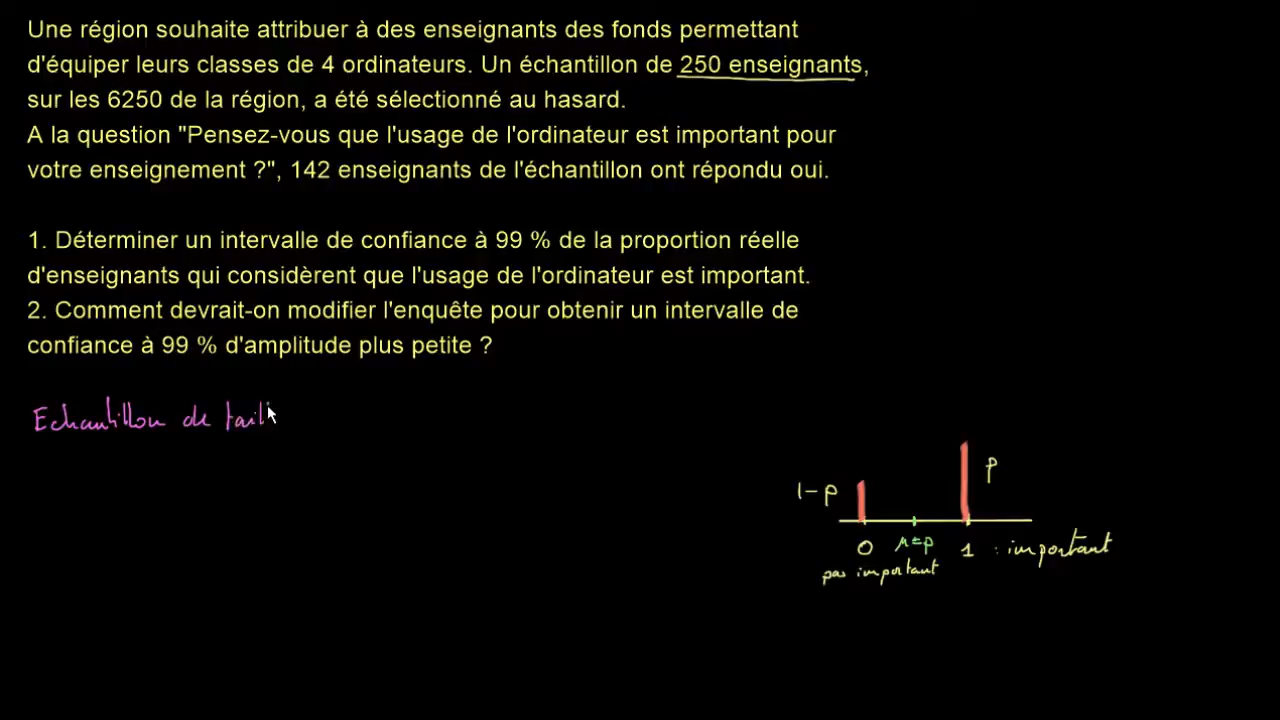 Une région souhaite attribuer à des enseignants des fonds permettant
d'équiper leurs classes de 4 ordinateurs. Un échantillon de 250 enseignants,
sur les 6250 de la région, a été sélectionné au hasard.
A la question "Pensez-vous que l'usage de l'ordinateur est important pour
votre enseignement ?", 142 enseignants de l'échantillon ont répondu oui.
1. Déterminer un intervalle de confiance à 99 % de la proportion réelle
d'enseignants qui considèrent que l'usage de l'ordinateur est important.
2. Comment devrait-on modifier l'enquête pour obtenir un intervalle de
confiance à 99 % d'amplitude plus petite ?
Echantillon de taill
p
1-p
0 μ=p 1 : important
pas important